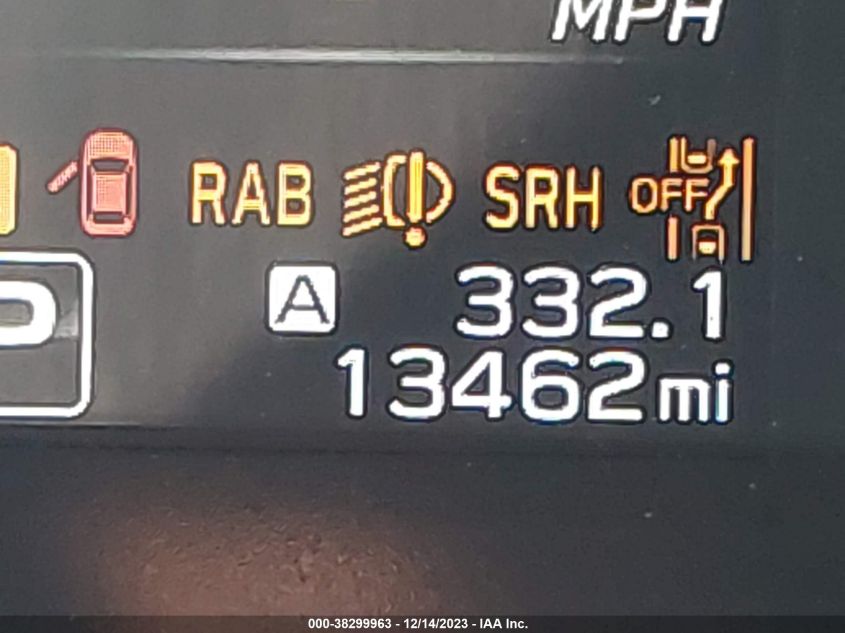 MPH
RAB SRH OFF
P
A 332.1
13462mi
000-38299963 - 12/14/2023 - IAA Inc.